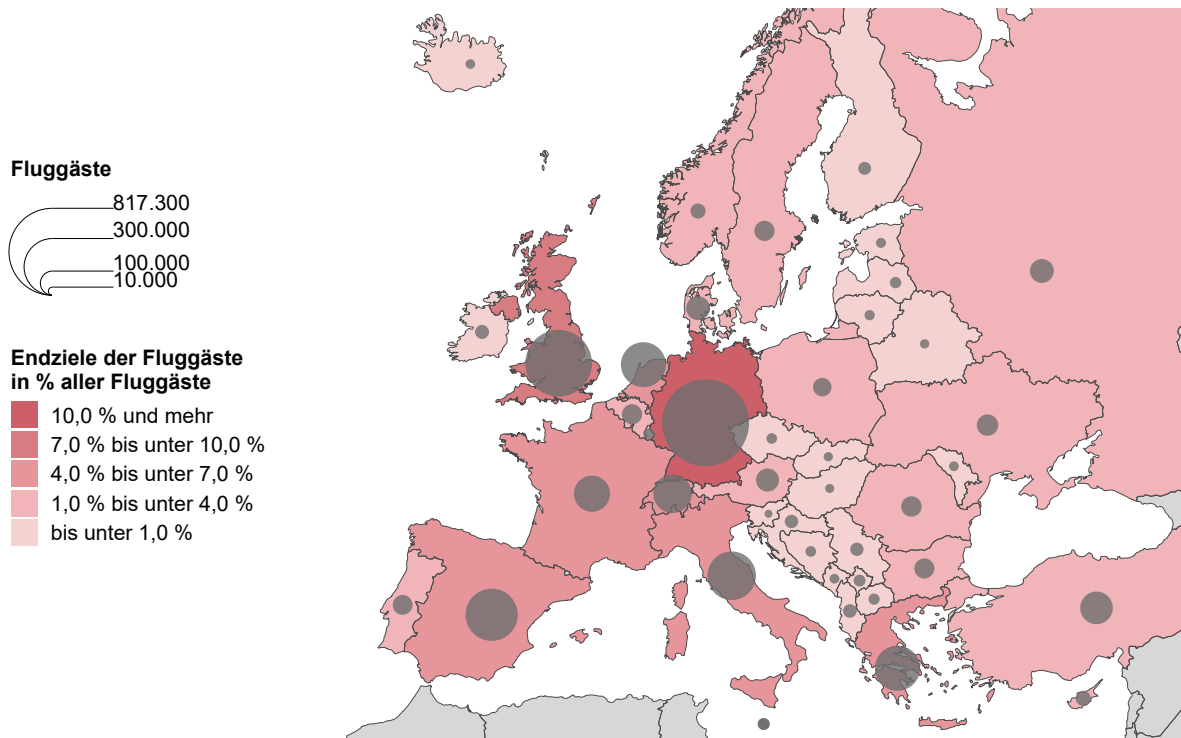 Fluggäste
817.300
300.000
100.000
10.000
Endziele der Fluggäste
in % aller Fluggäste
10,0 % und mehr
7,0 % bis unter 10,0 %
4,0 % bis unter 7,0 %
1,0 % bis unter 4,0 %
bis unter 1,0 %